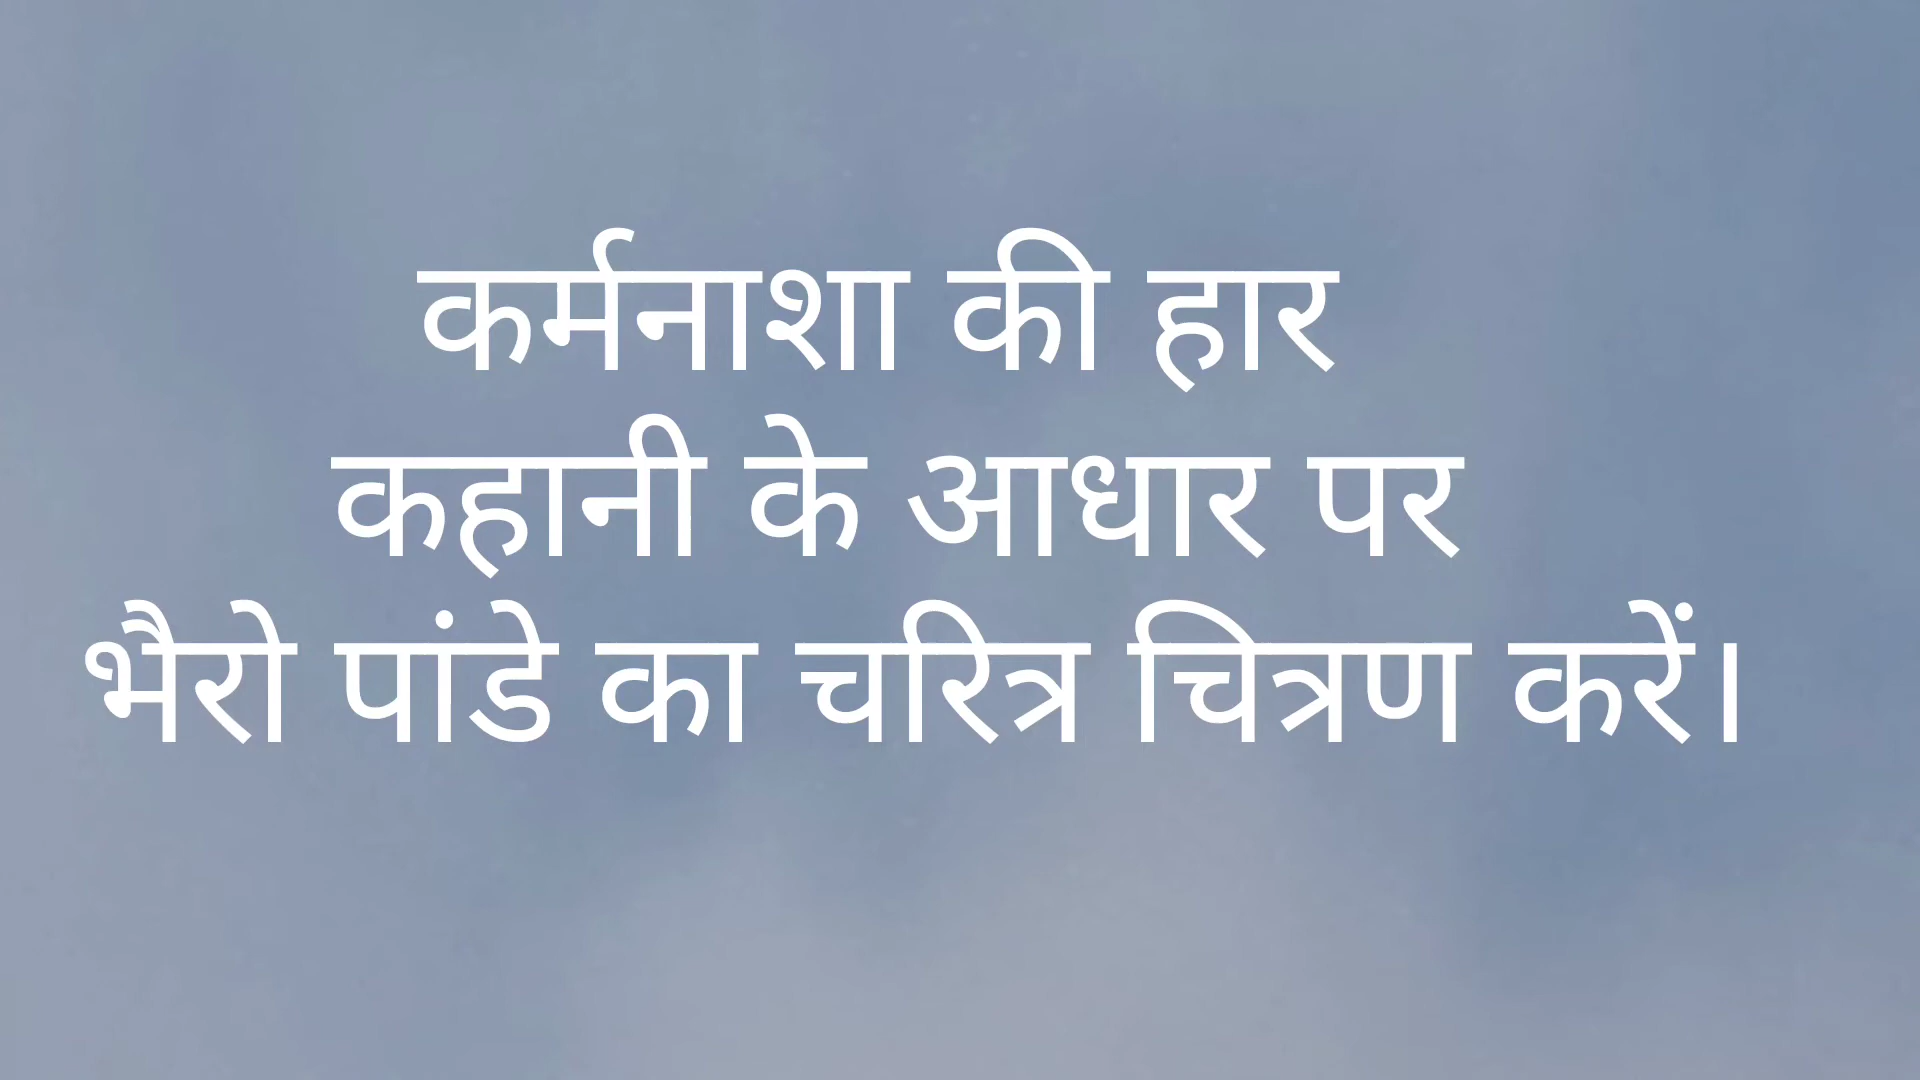 कर्मनाशा की हार
कहानी के आधार पर
भैरो पांडे का चरित्र चित्रण करें।